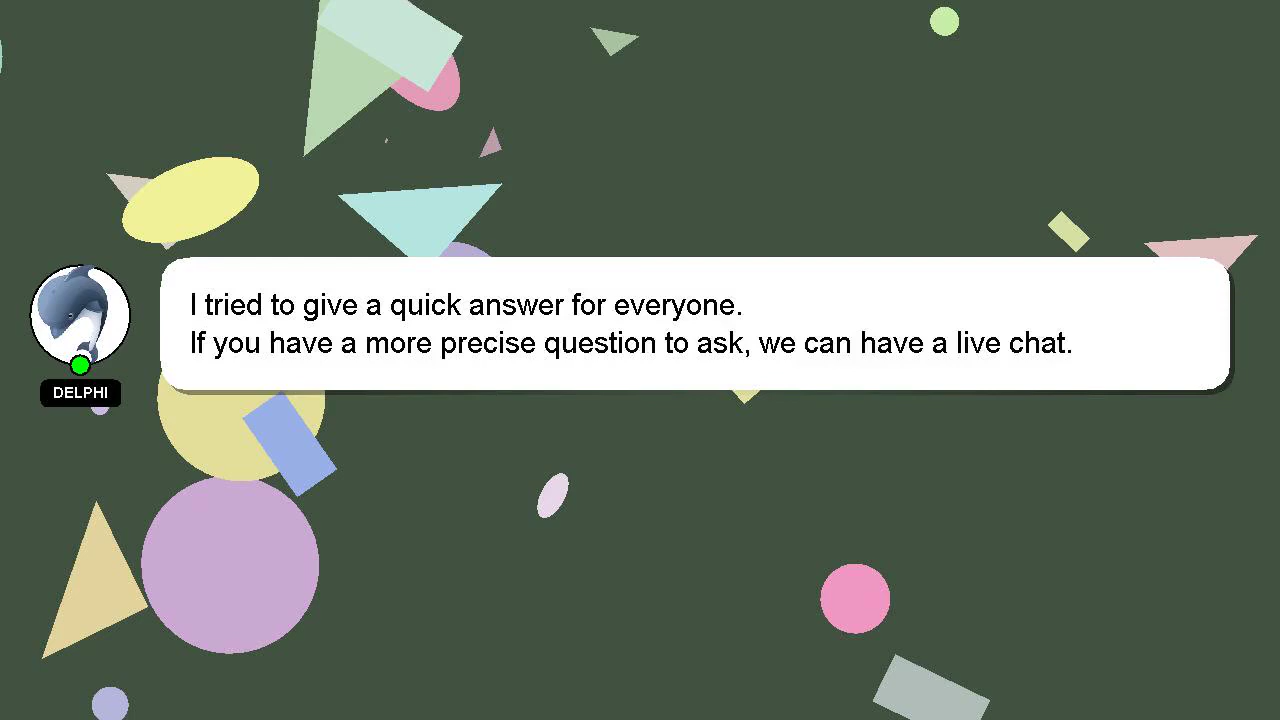 I tried to give a quick answer for everyone.
If you have a more precise question to ask, we can have a live chat.
DELPHI